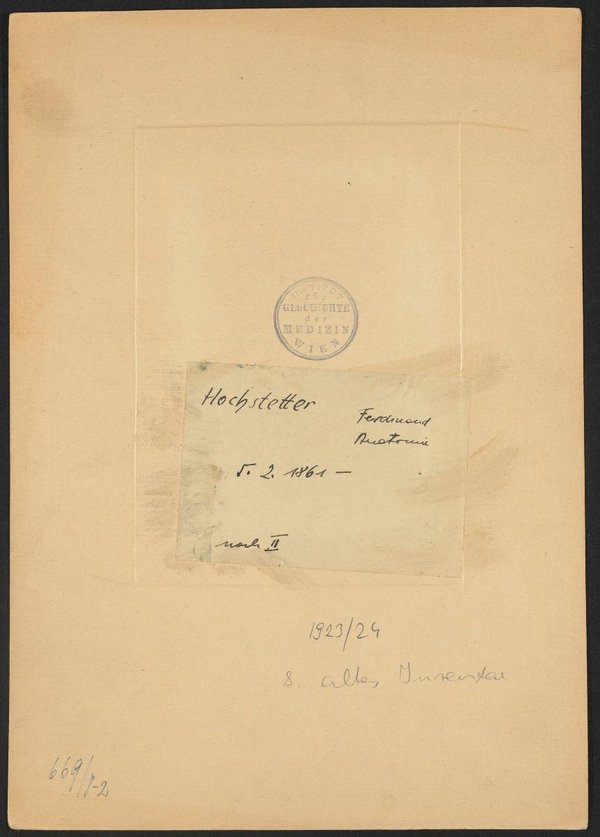 INSTITUT
für
GESCHICHTE
der
MEDIZIN
WIEN
Hochstetter
Ferdinand
Anatomie
5. 2. 1861 —
nach II
1923/24
s. altes Inventar
669/1-2